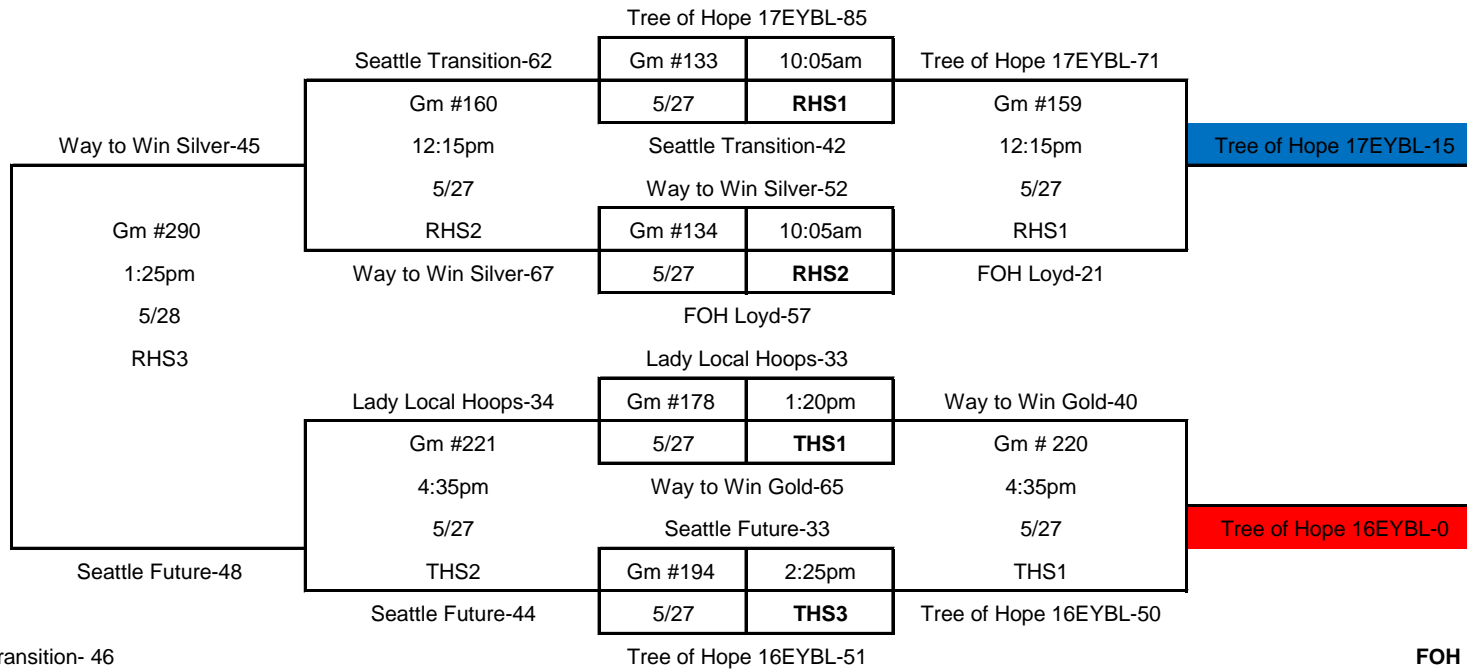 Tree of Hope 17EYBL-85
Seattle Transition-62 Gm #133 10:05am Tree of Hope 17EYBL-71
Gm #160 5/27 RHS1 Gm #159
Way to Win Silver-45 12:15pm Seattle Transition-42 12:15pm Tree of Hope 17EYBL-15
5/27 Way to Win Silver-52 5/27
Gm #290 RHS2 Gm #134 10:05am RHS1
1:25pm Way to Win Silver-67 5/27 RHS2 FOH Loyd-21
5/28 FOH Loyd-57
RHS3 Lady Local Hoops-33
Lady Local Hoops-34 Gm #178 1:20pm Way to Win Gold-40
Gm #221 5/27 THS1 Gm # 220
4:35pm Way to Win Gold-65 4:35pm
5/27 Seattle Future-33 5/27 Tree of Hope 16EYBL-0
Seattle Future-48 THS2 Gm #194 2:25pm THS1
Seattle Future-44 5/27 THS3 Tree of Hope 16EYBL-50
ransition- 46 Tree of Hope 16EYBL-51 FOH